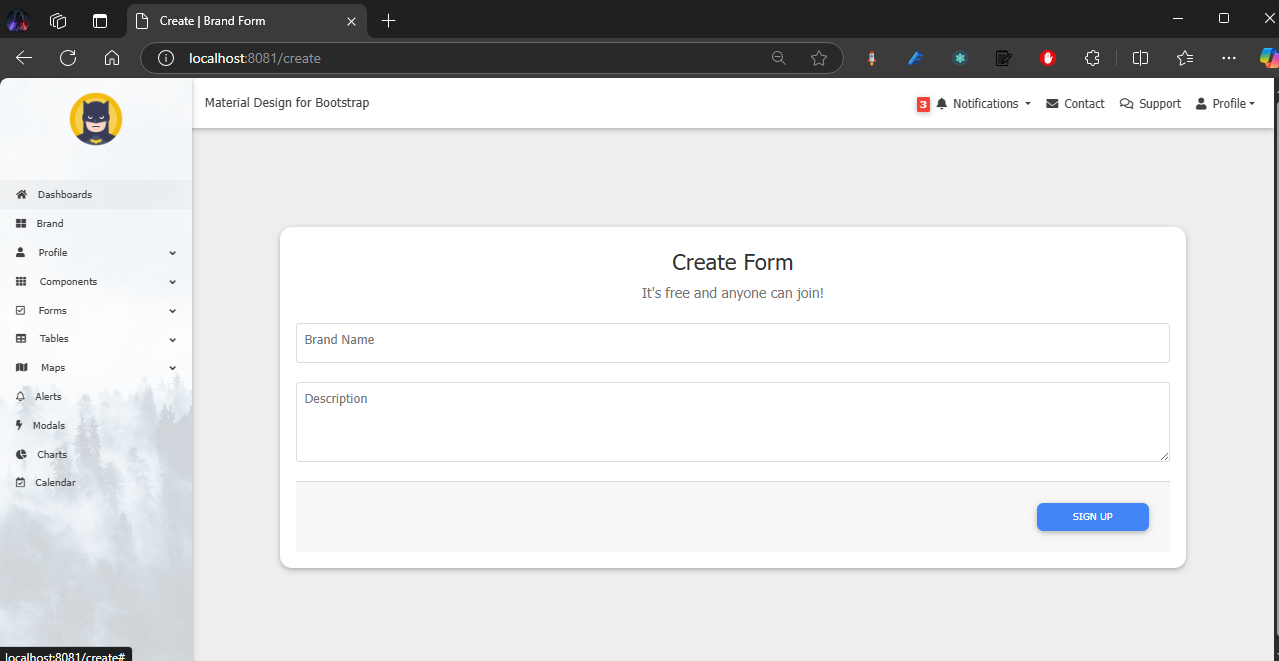 Create | Brand Form
localhost:8081/create
Material Design for Bootstrap
3 Notifications Contact Support Profile
Dashboards
Brand
Profile
Components
Forms
Tables
Maps
Alerts
Modals
Charts
Calendar
Create Form
It's free and anyone can join!
Brand Name
Description
SIGN UP
localhost:8081/create#